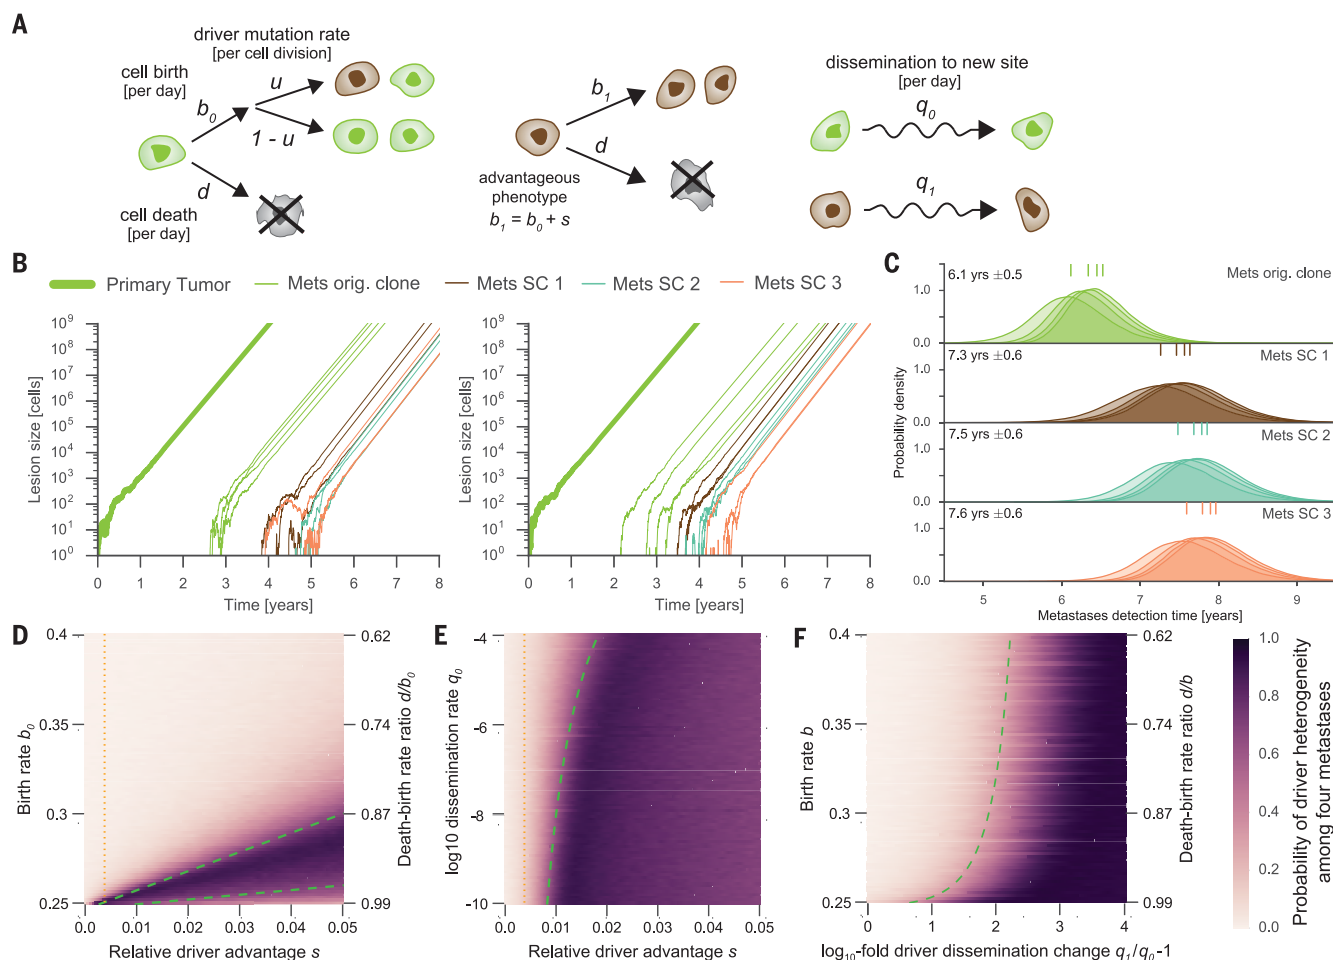 A
driver mutation rate
[per cell division]
cell birth
[per day]
b0
u
1 - u
d
cell death
[per day]
b1
d
advantageous
phenotype
b1 = b0 + s
dissemination to new site
[per day]
q0
q1
B
Primary Tumor
Mets orig. clone
Mets SC 1
Mets SC 2
Mets SC 3
Lesion size [cells]
10^9
10^8
10^7
10^6
10^5
10^4
10^3
10^2
10^1
10^0
0 1 2 3 4 5 6 7 8
Time [years]
Lesion size [cells]
10^9
10^8
10^7
10^6
10^5
10^4
10^3
10^2
10^1
10^0
0 1 2 3 4 5 6 7 8
Time [years]
C
6.1 yrs ±0.5
Mets orig. clone
1.0
0.0
7.3 yrs ±0.6
Mets SC 1
1.0
0.0
7.5 yrs ±0.6
Mets SC 2
1.0
0.0
7.6 yrs ±0.6
Mets SC 3
1.0
0.0
Probability density
5 6 7 8 9
Metastases detection time [years]
D
Birth rate b0
0.4
0.35
0.3
0.25
0.62
0.74
0.87
0.99
Death-birth rate ratio d/b0
0.0 0.01 0.02 0.03 0.04 0.05
Relative driver advantage s
E
log10 dissemination rate q0
-4
-6
-8
-10
0.0 0.01 0.02 0.03 0.04 0.05
Relative driver advantage s
F
Birth rate b
0.4
0.35
0.3
0.25
0.62
0.74
0.87
0.99
Death-birth rate ratio d/b
0 1 2 3 4
log10-fold driver dissemination change q1/q0-1
1.0
0.8
0.6
0.4
0.2
0.0
Probability of driver heterogeneity
among four metastases